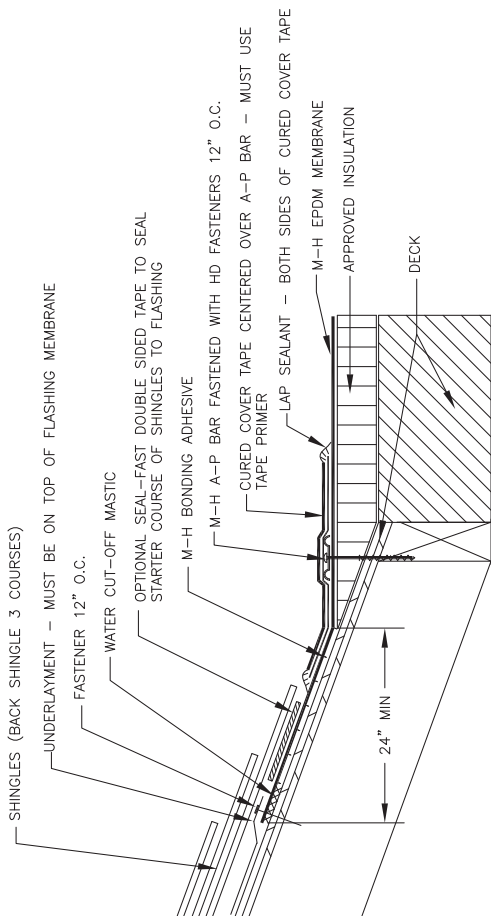 SHINGLES (BACK SHINGLE 3 COURSES)
UNDERLAYMENT – MUST BE ON TOP OF FLASHING MEMBRANE
FASTENER 12" O.C.
WATER CUT-OFF MASTIC
OPTIONAL SEAL-FAST DOUBLE SIDED TAPE TO SEAL
STARTER COURSE OF SHINGLES TO FLASHING
M-H BONDING ADHESIVE
M-H A-P BAR FASTENED WITH HD FASTENERS 12" O.C.
CURED COVER TAPE CENTERED OVER A-P BAR – MUST USE
TAPE PRIMER
LAP SEALANT – BOTH SIDES OF CURED COVER TAPE
M-H EPDM MEMBRANE
APPROVED INSULATION
DECK
24" MIN